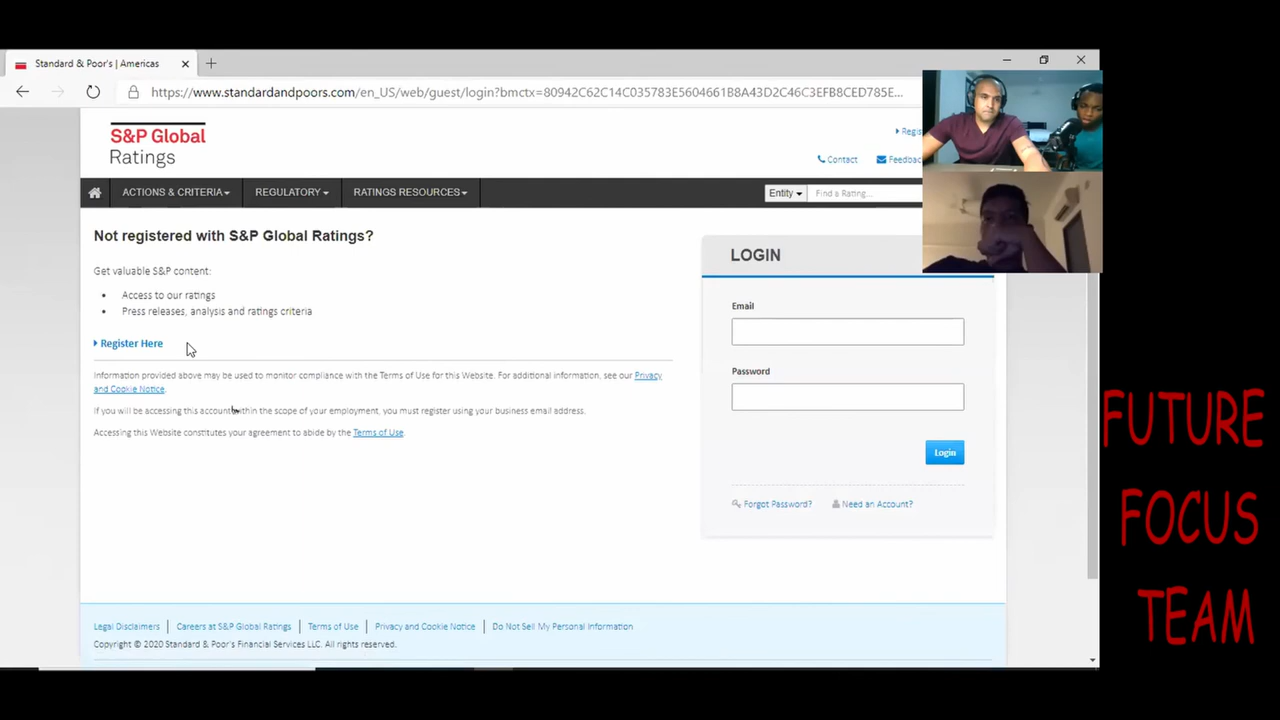 Standard & Poor's | Americas
https://www.standardandpoors.com/en_US/web/guest/login?bmctx=80942C62C14C035783E5604661B8A43D2C46C3EFB8CED785E...
S&P Global
Ratings
Contact
ACTIONS & CRITERIA
REGULATORY
RATINGS RESOURCES
Entity
Find a Rating...
Not registered with S&P Global Ratings?
Get valuable S&P content:
Access to our ratings
Press releases, analysis and ratings criteria
Register Here
Information provided above may be used to monitor compliance with the Terms of Use for this Website. For additional information, see our Privacy
and Cookie Notice.
If you will be accessing this account within the scope of your employment, you must register using your business email address.
Accessing this Website constitutes your agreement to abide by the Terms of Use.
LOGIN
Email
Password
Login
Forgot Password?
Need an Account?
Legal Disclaimers
Careers at S&P Global Ratings
Terms of Use
Privacy and Cookie Notice
Do Not Sell My Personal Information
Copyright © 2020 Standard & Poor's Financial Services LLC. All rights reserved.
FUTURE
FOCUS
TEAM